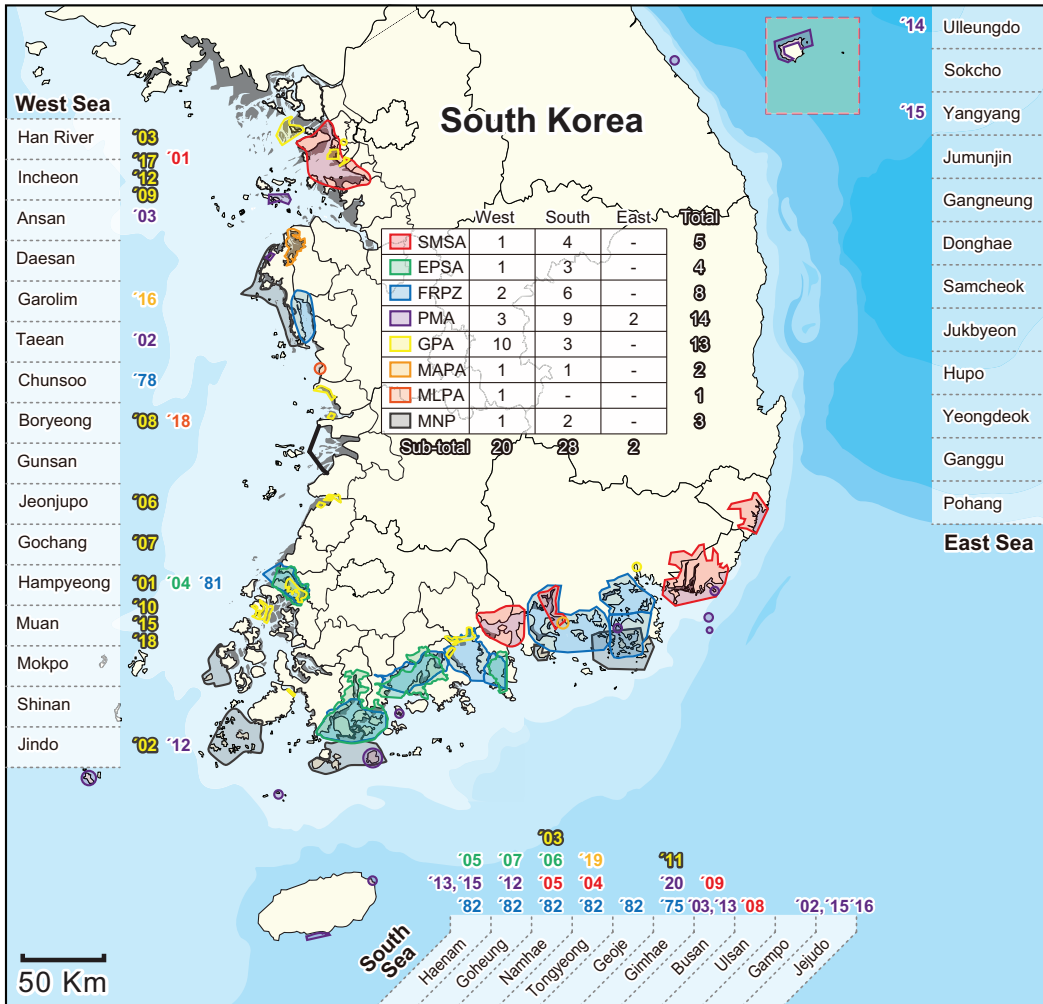 South Korea
West Sea
Han River ´03
´17 ´01
Incheon ´12
´09
Ansan ´03
Daesan
Garolim ´16
Taean ´02
Chunsoo ´78
Boryeong ´08 ´18
Gunsan
Jeonjupo ´06
Gochang ´07
Hampyeong ´01 ´04 ´81
´10
Muan ´15
´18
Mokpo
Shinan
Jindo ´02 ´12
West South East Total
SMSA 1 4 - 5
EPSA 1 3 - 4
FRPZ 2 6 - 8
PMA 3 9 2 14
GPA 10 3 - 13
MAPA 1 1 - 2
MLPA 1 - - 1
MNP 1 2 - 3
Sub-total 20 28 2
´14 Ulleungdo
Sokcho
´15 Yangyang
Jumunjin
Gangneung
Donghae
Samcheok
Jukbyeon
Hupo
Yeongdeok
Ganggu
Pohang
East Sea
´03
´05 ´07 ´06 ´19 ´11
´13, ´15 ´12 ´05 ´04 ´20 ´09
´82 ´82 ´82 ´82 ´82 ´75 ´03, ´13 ´08 ´02, ´15 ´16
South
Sea
Haenam
Goheung
Namhae
Tongyeong
Geoje
Gimhae
Busan
Ulsan
Gampo
Jejudo
50 Km